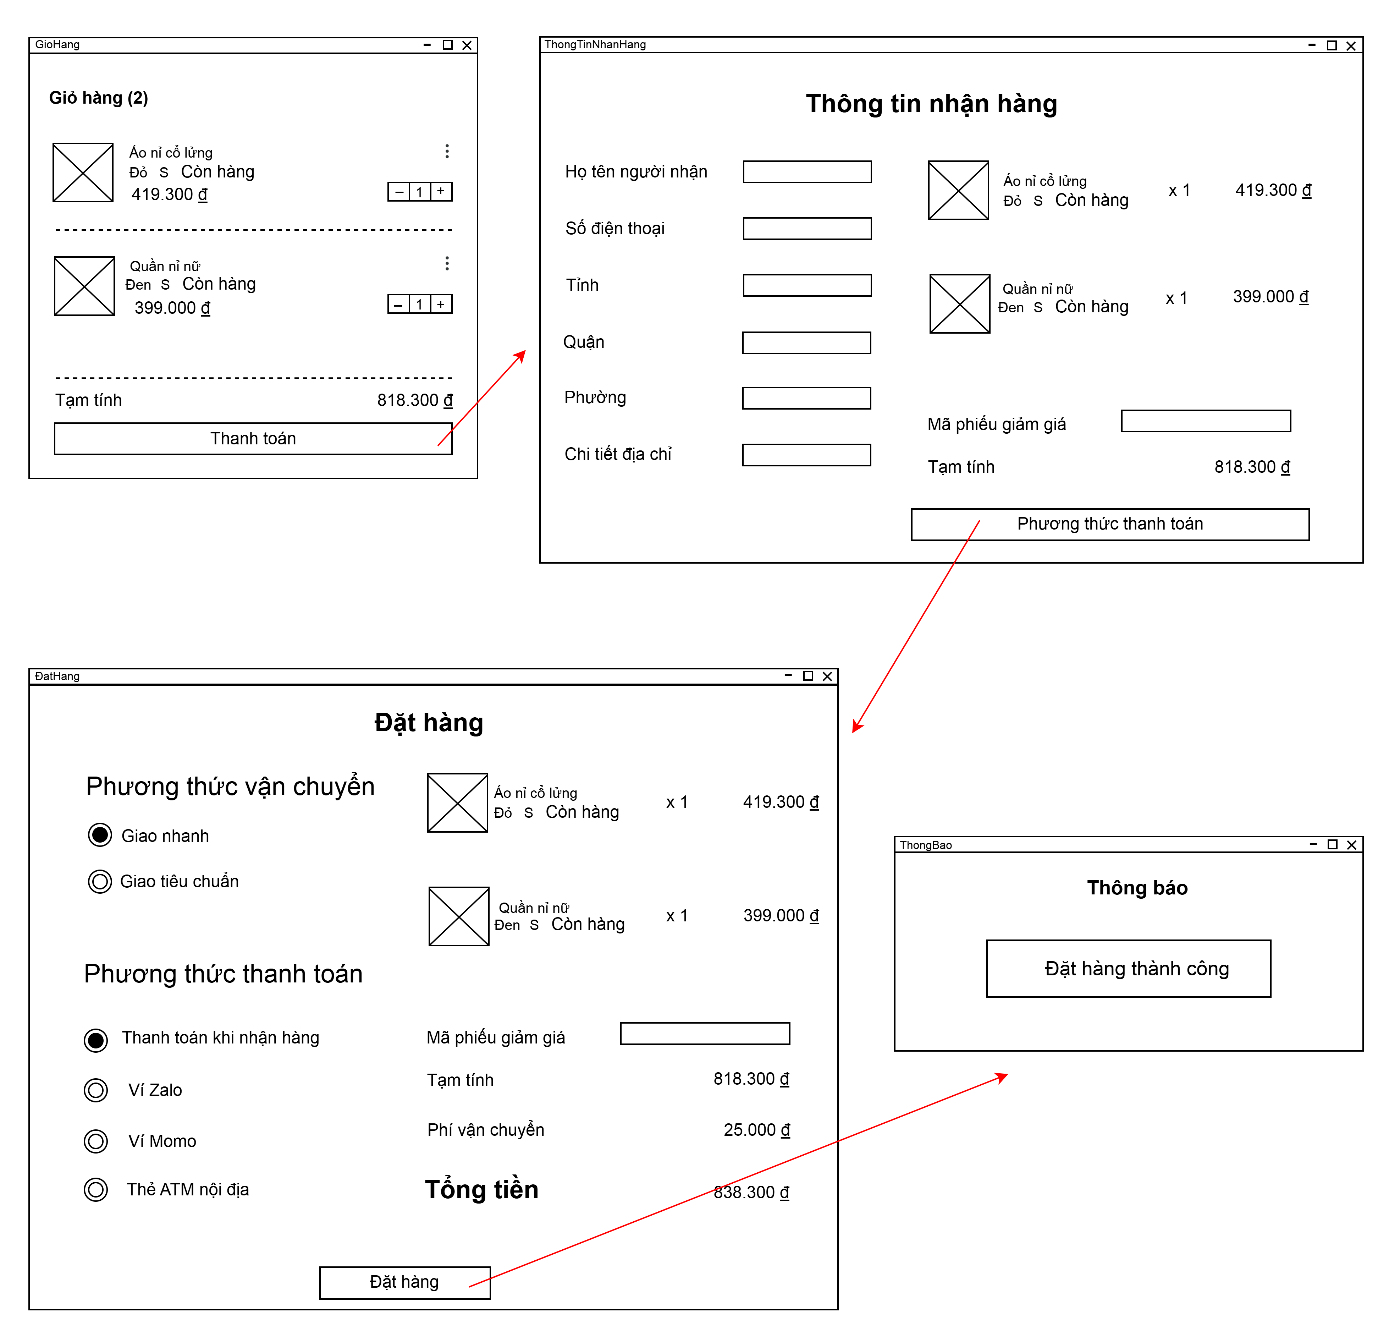 GioHang
Giỏ hàng (2)
Áo nỉ cổ lửng
Đỏ S Còn hàng
419.300 đ
– 1 +
Quần nỉ nữ
Đen S Còn hàng
399.000 đ
– 1 +
Tạm tính 818.300 đ
Thanh toán
ThongTinNhanHang
Thông tin nhận hàng
Họ tên người nhận
Số điện thoại
Tỉnh
Quận
Phường
Chi tiết địa chỉ
Áo nỉ cổ lửng
Đỏ S Còn hàng
x 1 419.300 đ
Quần nỉ nữ
Đen S Còn hàng
x 1 399.000 đ
Mã phiếu giảm giá
Tạm tính 818.300 đ
Phương thức thanh toán
ĐatHang
Đặt hàng
Phương thức vận chuyển
Giao nhanh
Giao tiêu chuẩn
Phương thức thanh toán
Thanh toán khi nhận hàng
Ví Zalo
Ví Momo
Thẻ ATM nội địa
Áo nỉ cổ lửng
Đỏ S Còn hàng
x 1 419.300 đ
Quần nỉ nữ
Đen S Còn hàng
x 1 399.000 đ
Mã phiếu giảm giá
Tạm tính 818.300 đ
Phí vận chuyển 25.000 đ
Tổng tiền 838.300 đ
Đặt hàng
ThongBao
Thông báo
Đặt hàng thành công